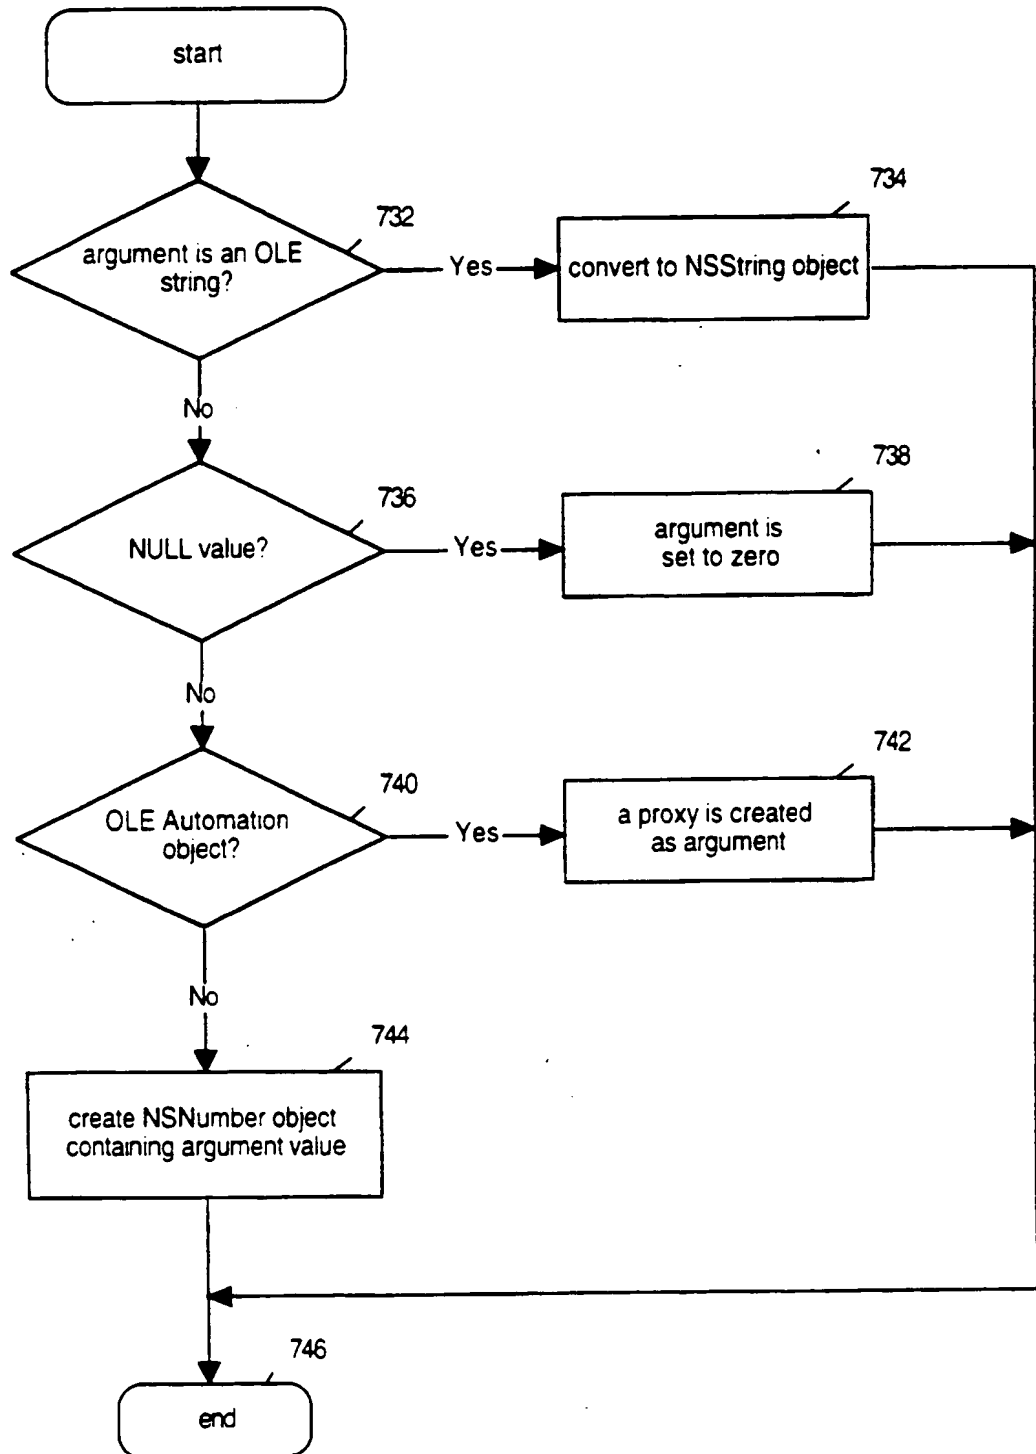 start
732
argument is an OLE
string?
Yes
734
convert to NSString object
No
736
NULL value?
Yes
738
argument is
set to zero
No
740
OLE Automation
object?
Yes
742
a proxy is created
as argument
No
744
create NSNumber object
containing argument value
746
end